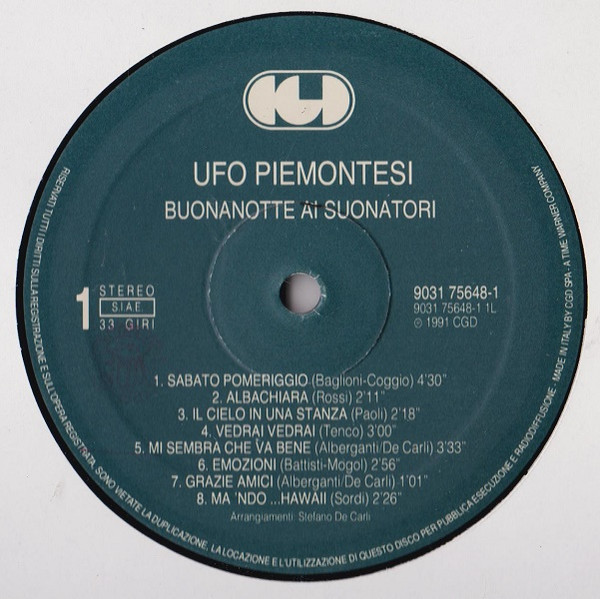 CGD
UFO PIEMONTESI
BUONANOTTE AI SUONATORI
1
STEREO
S.I.A.E.
33 GIRI
9031 75648-1
9031 75648-1 1L
℗ 1991 CGD
1. SABATO POMERIGGIO (Baglioni-Coggio) 4'30"
2. ALBACHIARA (Rossi) 2'11"
3. IL CIELO IN UNA STANZA (Paoli) 2'18"
4. VEDRAI VEDRAI (Tenco) 3'00"
5. MI SEMBRA CHE VA BENE (Alberganti/De Carli) 3'33"
6. EMOZIONI (Battisti-Mogol) 2'56"
7. GRAZIE AMICI (Alberganti/De Carli) 1'01"
8. MA 'NDO ...HAWAII (Sordi) 2'26"
Arrangiamenti: Stefano De Carli
RISERVATI TUTTI I DIRITTI SULLA REGISTRAZIONE E SULL'OPERA REGISTRATA. SONO VIETATE LA DUPLICAZIONE, LA LOCAZIONE E L'UTILIZZAZIONE DI QUESTO DISCO PER PUBBLICA ESECUZIONE E RADIODIFFUSIONE - MADE IN ITALY BY CGD SPA - A TIME WARNER COMPANY